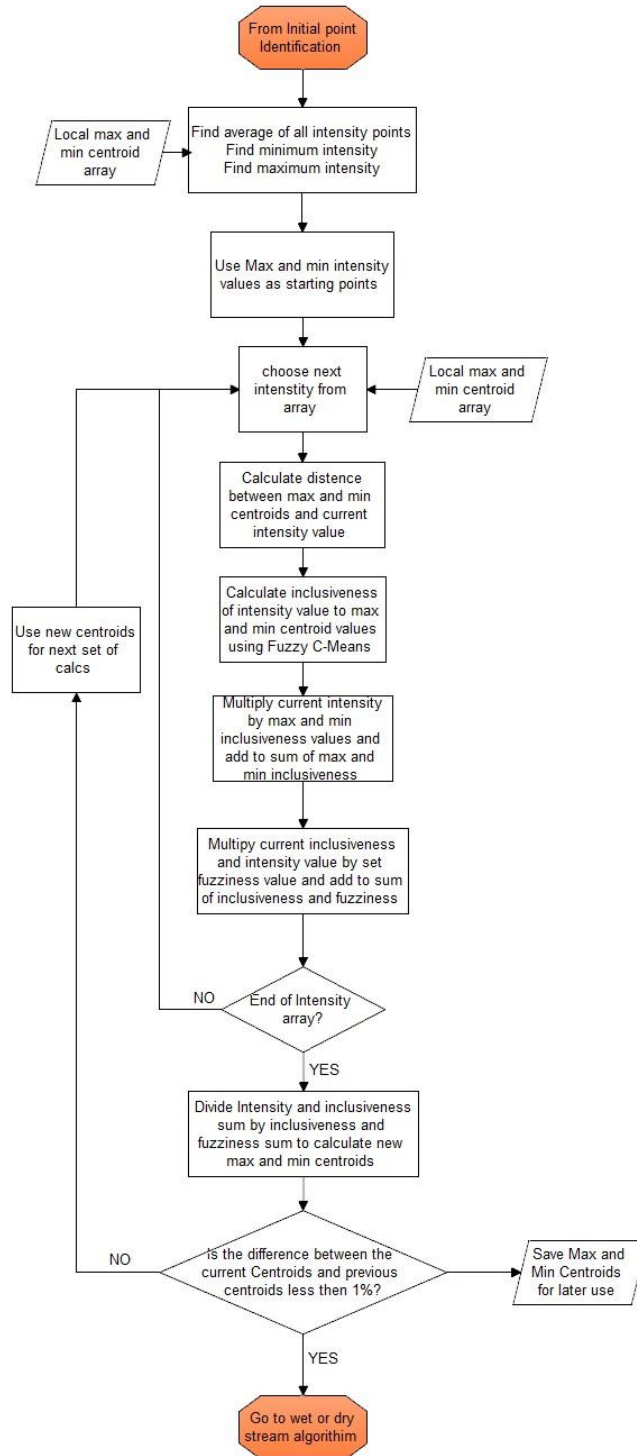 From Initial point
Identification
Local max and
min centroid
array
Find average of all intensity points
Find minimum intensity
Find maximum intensity
Use Max and min intensity
values as starting points
choose next
intenstity from
array
Local max and
min centroid
array
Calculate distence
between max and min
centroids and current
intensity value
Calculate inclusiveness
of intensity value to max
and min centroid values
using Fuzzy C-Means
Use new centroids
for next set of
calcs
Multiply current intensity
by max and min
inclusiveness values and
add to sum of max and
min inclusiveness
Multipy current inclusiveness
and intensity value by set
fuzziness value and add to sum
of inclusiveness and fuzziness
NO
End of Intensity
array?
YES
Divide Intensity and inclusiveness
sum by inclusiveness and
fuzziness sum to calculate new
max and min centroids
NO
is the difference between the
current Centroids and previous
centroids less then 1%?
Save Max and
Min Centroids
for later use
YES
Go to wet or dry
stream algorithim